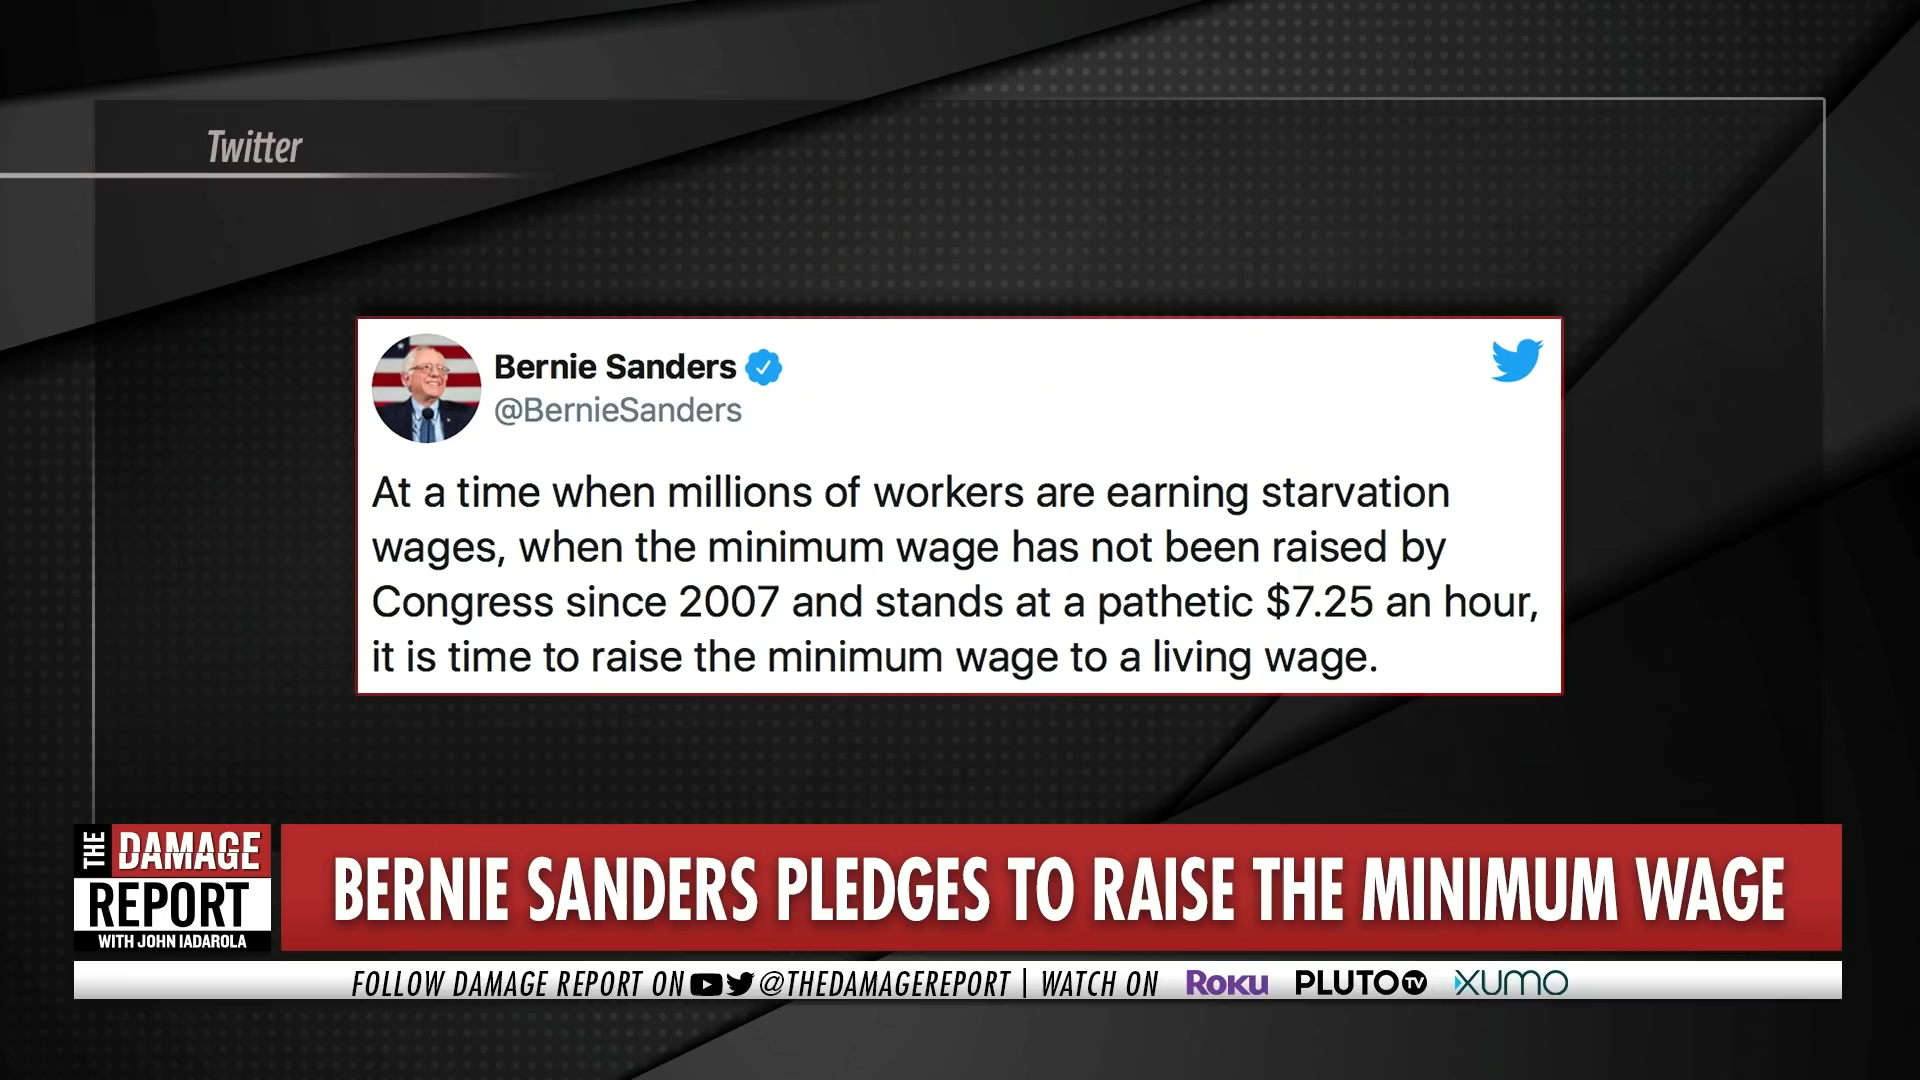 Twitter
Bernie Sanders
@BernieSanders
At a time when millions of workers are earning starvation
wages, when the minimum wage has not been raised by
Congress since 2007 and stands at a pathetic $7.25 an hour,
it is time to raise the minimum wage to a living wage.
THE DAMAGE
REPORT
WITH JOHN IADAROLA
BERNIE SANDERS PLEDGES TO RAISE THE MINIMUM WAGE
FOLLOW DAMAGE REPORT ON @THEDAMAGEREPORT | WATCH ON ROKU PLUTO TV XUMO